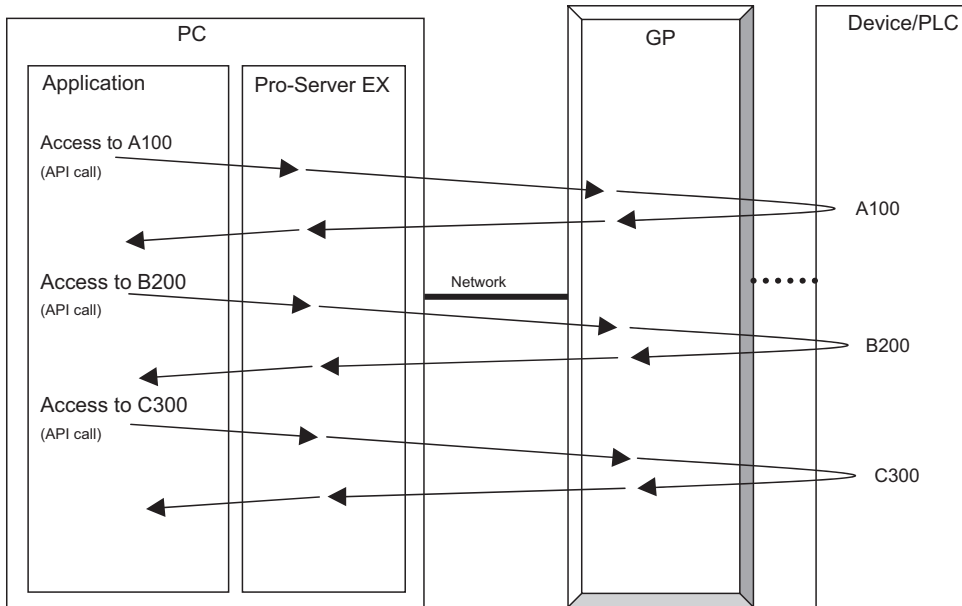 PC
GP
Device/PLC
Application
Pro-Server EX
Access to A100
(API call)
A100
Access to B200
(API call)
Network
B200
Access to C300
(API call)
C300